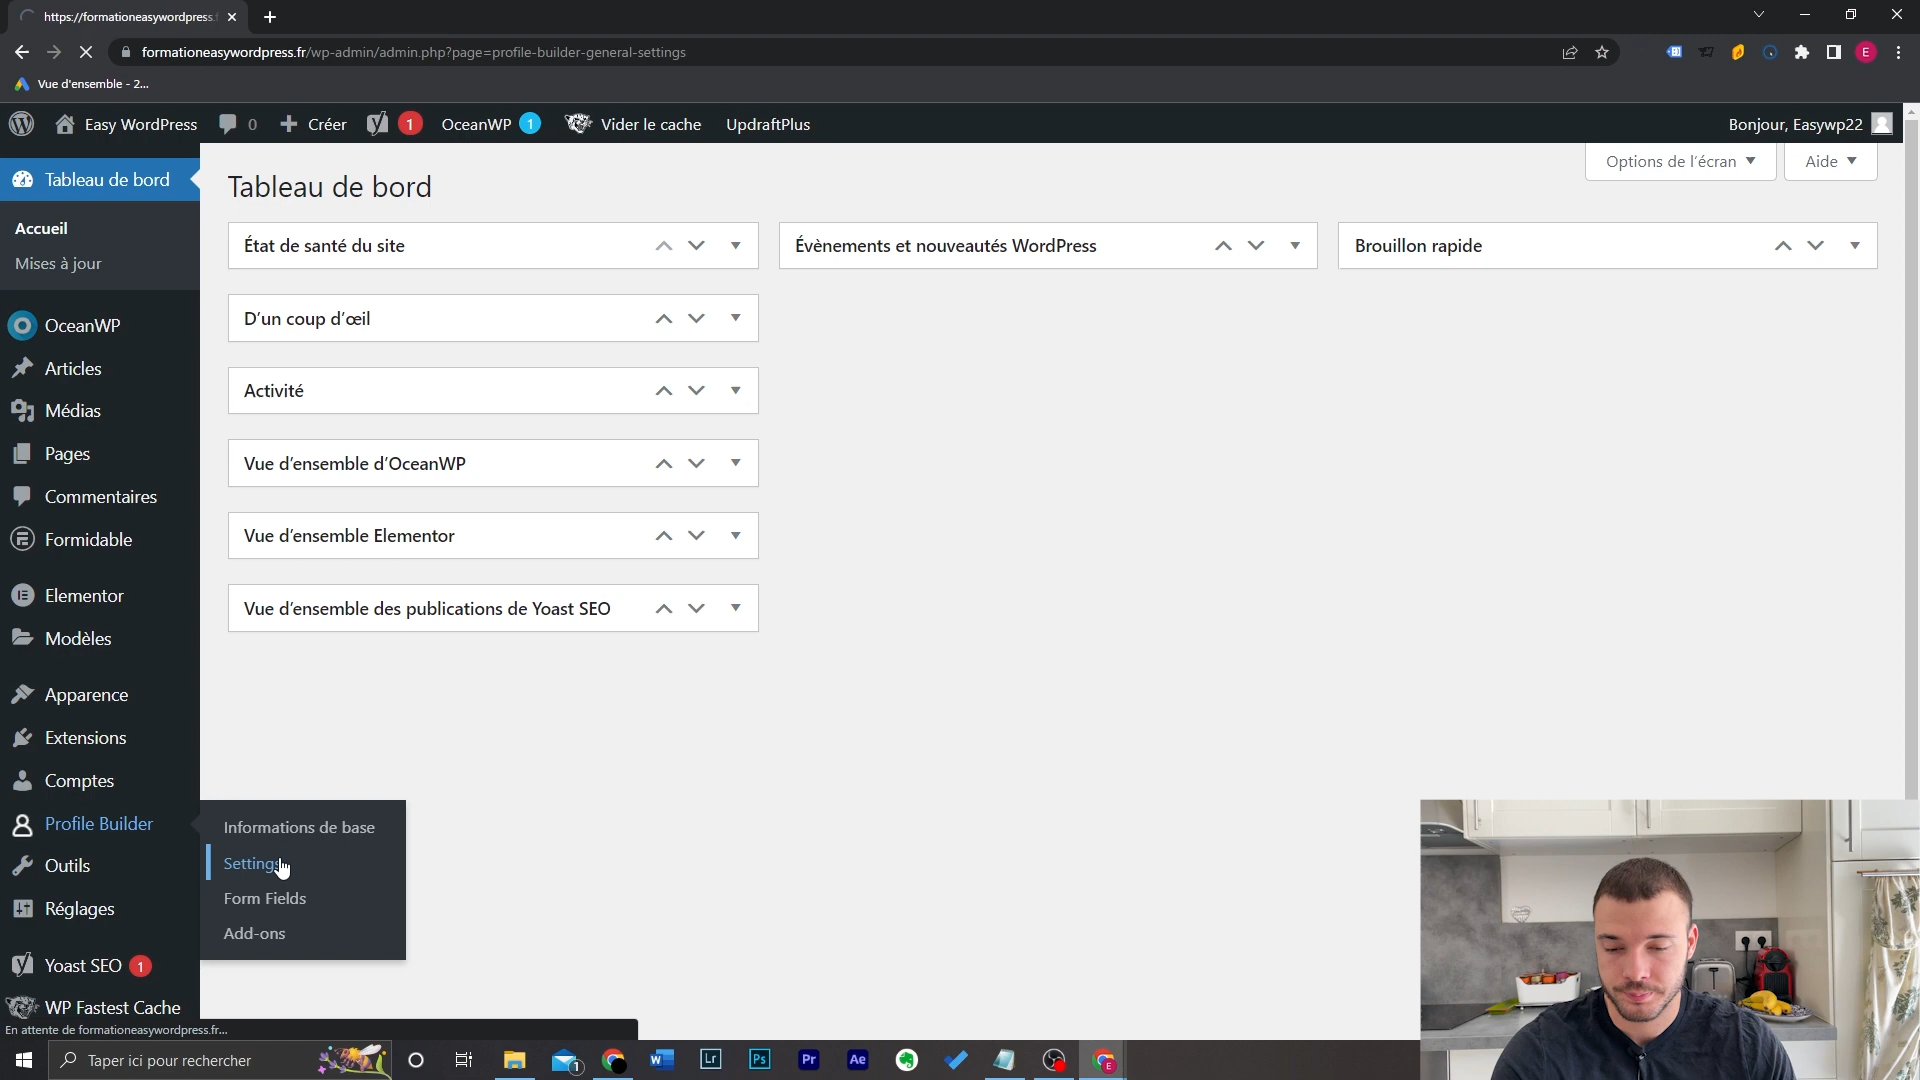 https://formationeasywordpress.f
formationeasywordpress.fr/wp-admin/admin.php?page=profile-builder-general-settings
E
Vue d'ensemble - 2...
Easy WordPress
0
Créer
1
OceanWP
1
Vider le cache
UpdraftPlus
Bonjour, Easywp22
Tableau de bord
Accueil
Mises à jour
OceanWP
Articles
Médias
Pages
Commentaires
Formidable
Elementor
Modèles
Apparence
Extensions
Comptes
Profile Builder
Outils
Réglages
Yoast SEO 1
WP Fastest Cache
Informations de base
Settings
Form Fields
Add-ons
Options de l'écran
Aide
Tableau de bord
État de santé du site
D'un coup d'œil
Activité
Vue d'ensemble d'OceanWP
Vue d'ensemble Elementor
Vue d'ensemble des publications de Yoast SEO
Évènements et nouveautés WordPress
Brouillon rapide
En attente de formationeasywordpress.fr...
Taper ici pour rechercher
1
W
Lr
Ps
Pr
Ae
E